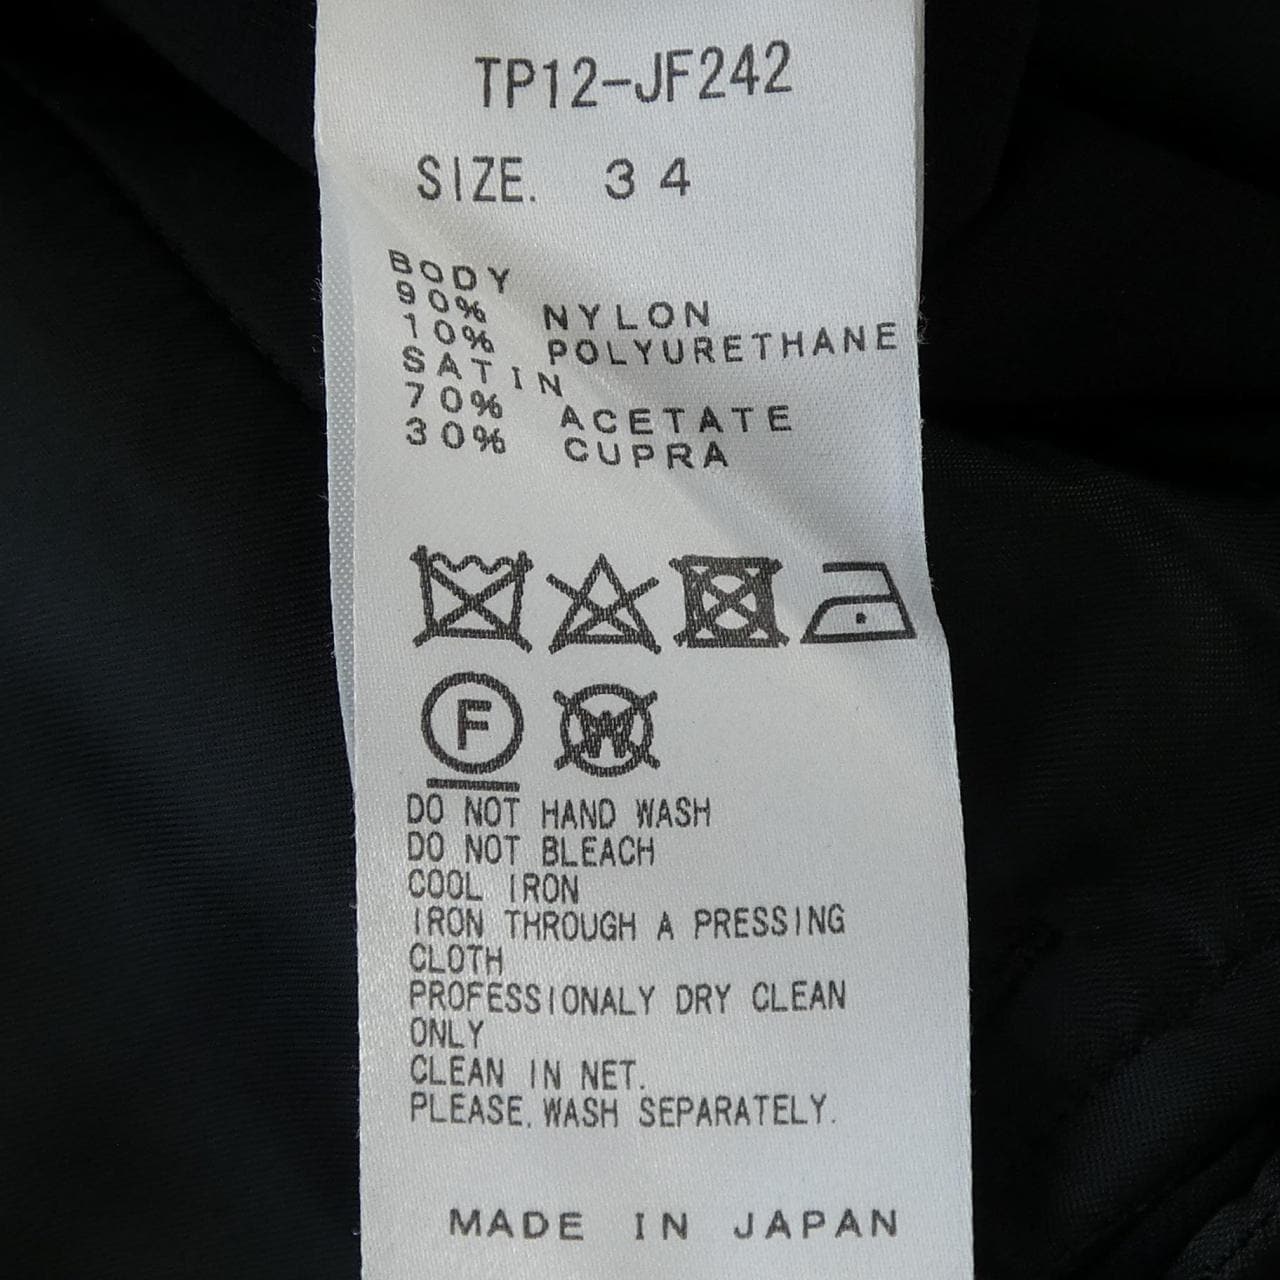 TP12-JF242
SIZE. 34
BODY
90% NYLON
10% POLYURETHANE
SATIN
70% ACETATE
30% CUPRA
F W
DO NOT HAND WASH
DO NOT BLEACH
COOL IRON
IRON THROUGH A PRESSING
CLOTH
PROFESSIONALY DRY CLEAN
ONLY
CLEAN IN NET.
PLEASE. WASH SEPARATELY.
MADE IN JAPAN